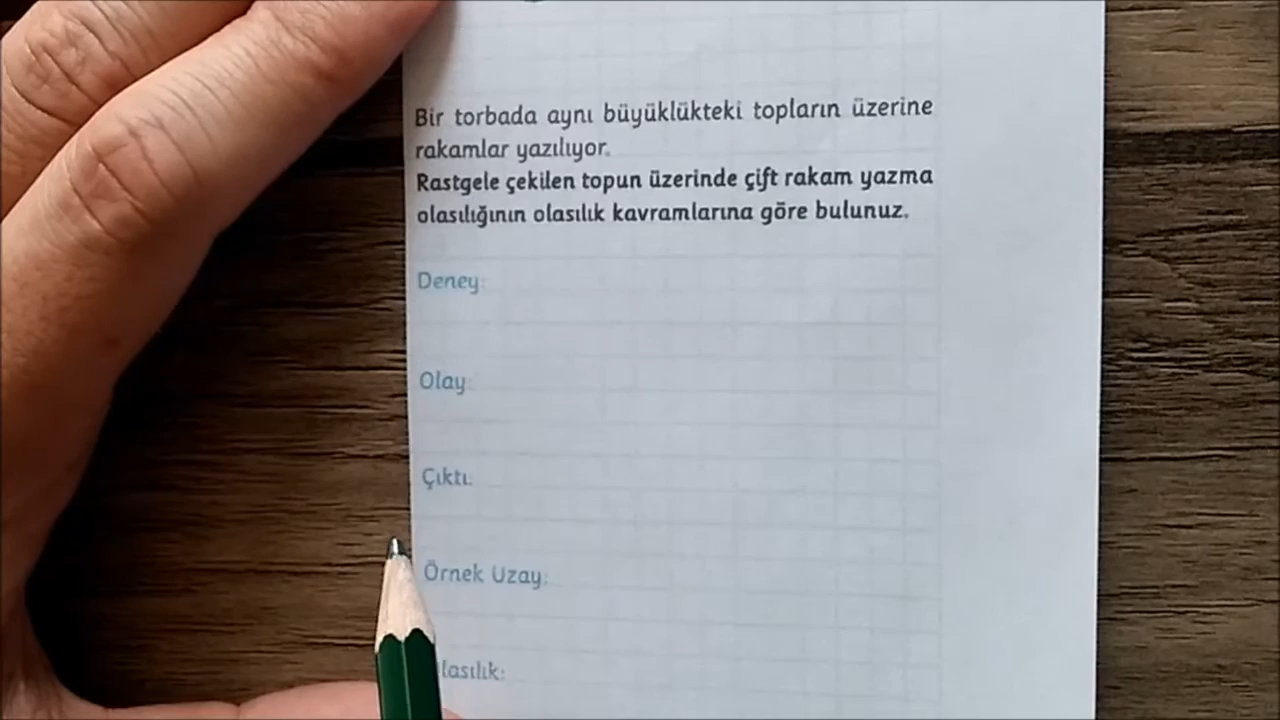 Bir torbada aynı büyüklükteki topların üzerine
rakamlar yazılıyor.
Rastgele çekilen topun üzerinde çift rakam yazma
olasılığının olasılık kavramlarına göre bulunuz.
Deney:
Olay:
Çıktı:
Örnek Uzay:
lasılık: